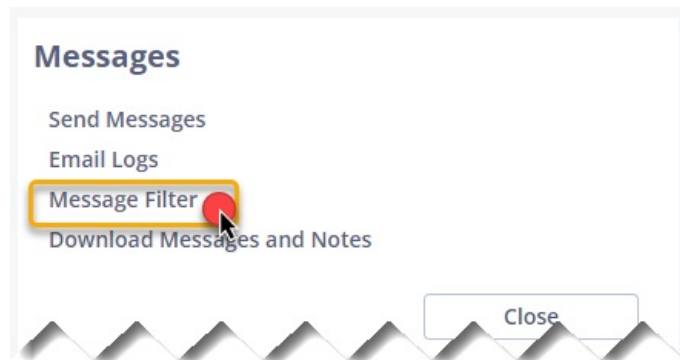 Messages
Send Messages
Email Logs
Message Filter
Download Messages and Notes
Close